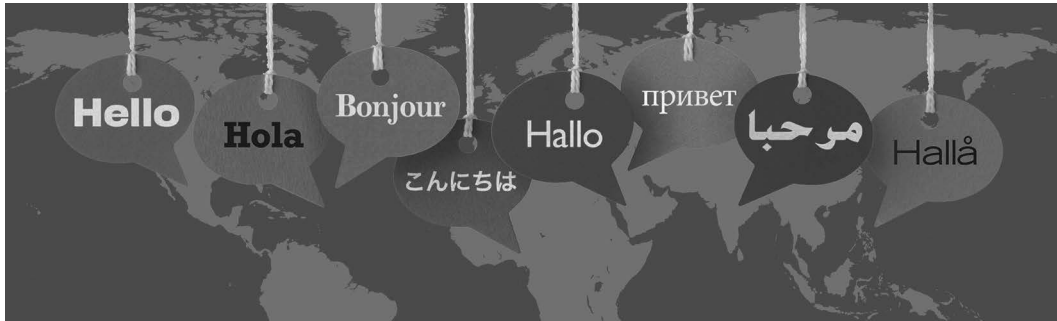 Hello
Hola
Bonjour
こんにちは
Hallo
привет
مرحبا
Hallå